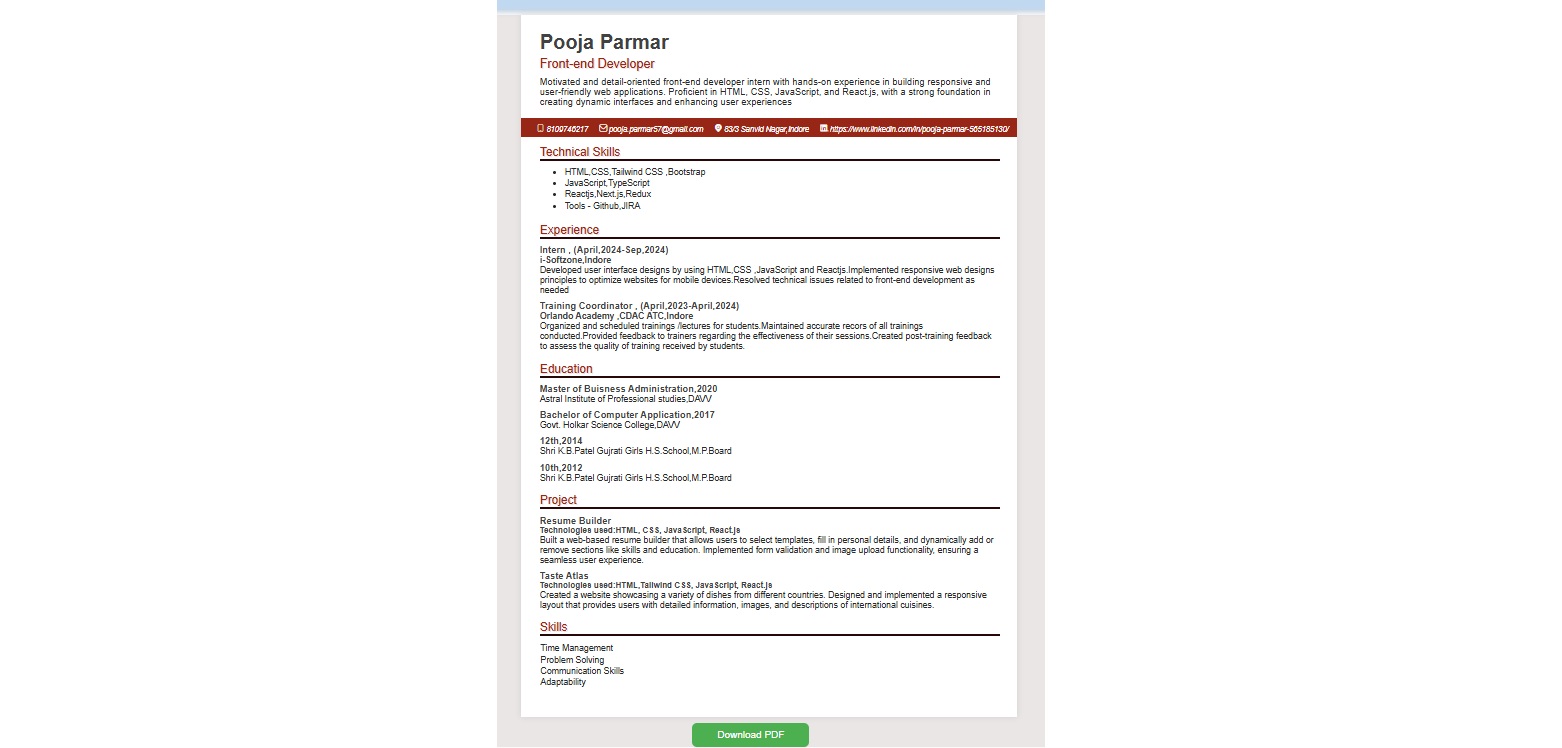 Pooja Parmar
Front-end Developer
Motivated and detail-oriented front-end developer intern with hands-on experience in building responsive and
user-friendly web applications. Proficient in HTML, CSS, JavaScript, and React.js, with a strong foundation in
creating dynamic interfaces and enhancing user experiences
8109746217 pooja.parmar57@gmail.com 83/3 Sanvid Nagar,Indore https://www.linkedin.com/in/pooja-parmar-565185130/
Technical Skills
• HTML,CSS,Tailwind CSS ,Bootstrap
• JavaScript,TypeScript
• Reactjs,Next.js,Redux
• Tools - Github,JIRA
Experience
Intern , (April,2024-Sep,2024)
i-Softzone,Indore
Developed user interface designs by using HTML,CSS ,JavaScript and Reactjs.Implemented responsive web designs
principles to optimize websites for mobile devices.Resolved technical issues related to front-end development as
needed
Training Coordinator , (April,2023-April,2024)
Orlando Academy ,CDAC ATC,Indore
Organized and scheduled trainings /lectures for students.Maintained accurate recors of all trainings
conducted.Provided feedback to trainers regarding the effectiveness of their sessions.Created post-training feedback
to assess the quality of training received by students.
Education
Master of Buisness Administration,2020
Astral Institute of Professional studies,DAVV
Bachelor of Computer Application,2017
Govt. Holkar Science College,DAVV
12th,2014
Shri K.B.Patel Gujrati Girls H.S.School,M.P.Board
10th,2012
Shri K.B.Patel Gujrati Girls H.S.School,M.P.Board
Project
Resume Builder
Technologies used:HTML, CSS, JavaScript, React.js
Built a web-based resume builder that allows users to select templates, fill in personal details, and dynamically add or
remove sections like skills and education. Implemented form validation and image upload functionality, ensuring a
seamless user experience.
Taste Atlas
Technologies used:HTML,Tailwind CSS, JavaScript, React.js
Created a website showcasing a variety of dishes from different countries. Designed and implemented a responsive
layout that provides users with detailed information, images, and descriptions of international cuisines.
Skills
Time Management
Problem Solving
Communication Skills
Adaptability
Download PDF